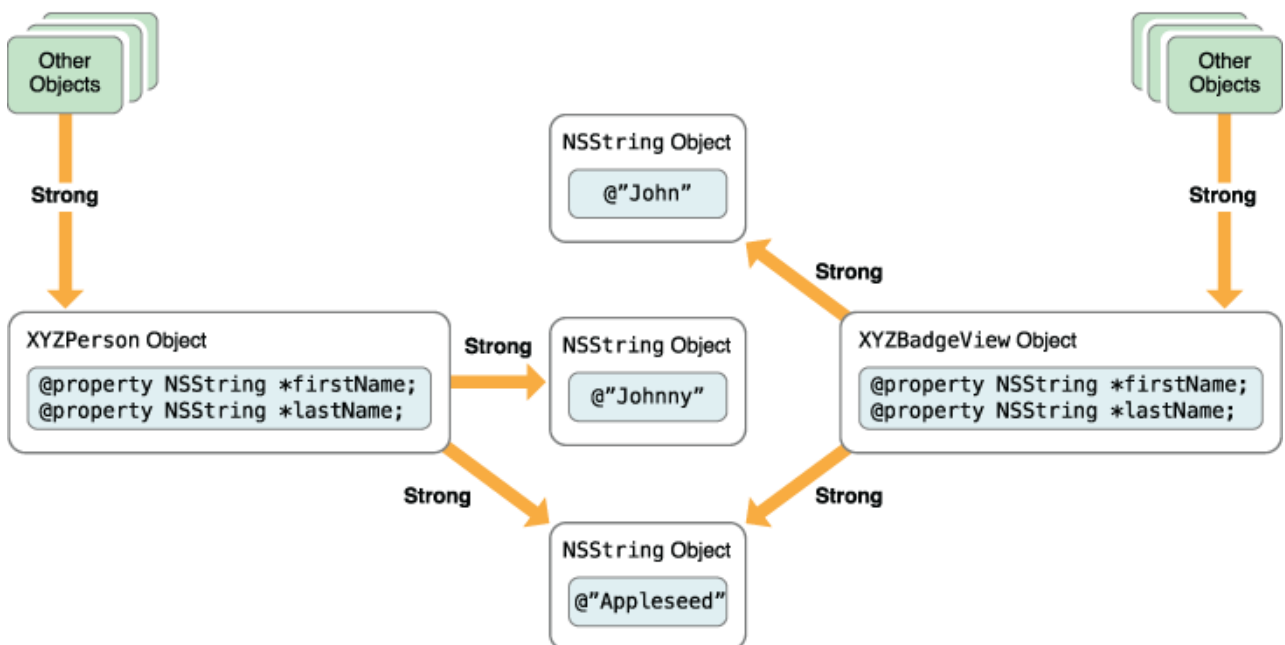 Other
Objects
Other
Objects
NSString Object
@”John”
Strong
Strong
Strong
XYZPerson Object
@property NSString *firstName;
@property NSString *lastName;
Strong
NSString Object
@”Johnny”
XYZBadgeView Object
@property NSString *firstName;
@property NSString *lastName;
Strong
Strong
NSString Object
@”Appleseed”